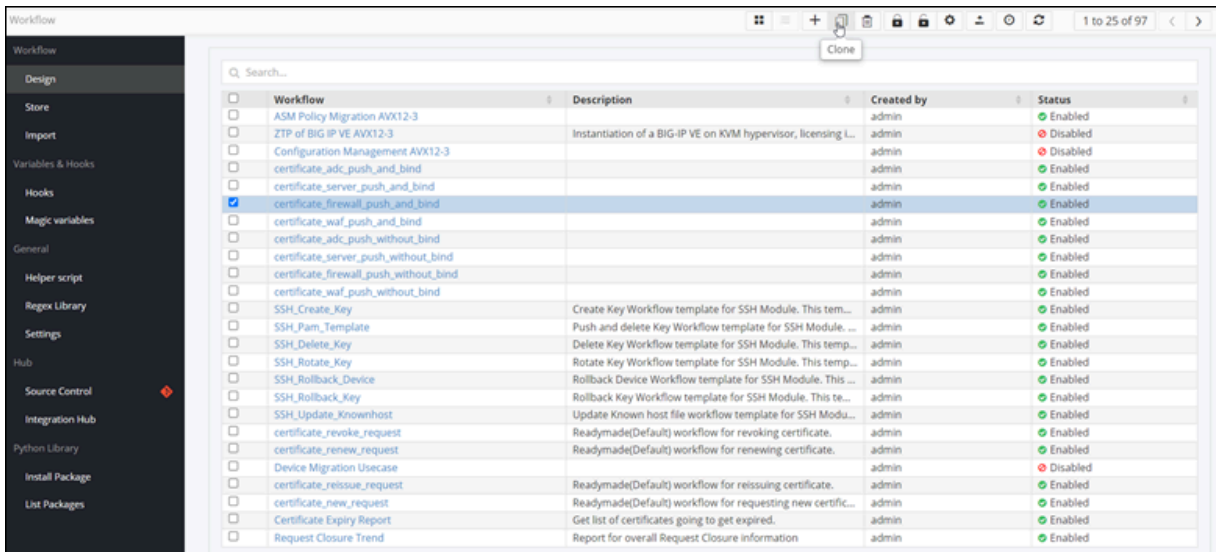 Workflow
1 to 25 of 97
Clone
Workflow
Design
Store
Import
Variables & Hooks
Hooks
Magic variables
General
Helper script
Regex Library
Settings
Hub
Source Control
Integration Hub
Python Library
Install Package
List Packages
Search...
Workflow Description Created by Status
ASM Policy Migration AVX12-3 admin Enabled
ZTP of BIG IP VE AVX12-3 Instantiation of a BIG-IP VE on KVM hypervisor, licensing i... admin Disabled
Configuration Management AVX12-3 admin Disabled
certificate_adc_push_and_bind admin Enabled
certificate_server_push_and_bind admin Enabled
certificate_firewall_push_and_bind admin Enabled
certificate_waf_push_and_bind admin Enabled
certificate_adc_push_without_bind admin Enabled
certificate_server_push_without_bind admin Enabled
certificate_firewall_push_without_bind admin Enabled
certificate_waf_push_without_bind admin Enabled
SSH_Create_Key Create Key Workflow template for SSH Module. This tem... admin Enabled
SSH_Pam_Template Push and delete Key Workflow template for SSH Module. ... admin Enabled
SSH_Delete_Key Delete Key Workflow template for SSH Module. This temp... admin Enabled
SSH_Rotate_Key Rotate Key Workflow template for SSH Module. This temp... admin Enabled
SSH_Rollback_Device Rollback Device Workflow template for SSH Module. This ... admin Enabled
SSH_Rollback_Key Rollback Key Workflow template for SSH Module. This te... admin Enabled
SSH_Update_Knownhost Update Known host file workflow template for SSH Modu... admin Enabled
certificate_revoke_request Readymade(Default) workflow for revoking certificate. admin Enabled
certificate_renew_request Readymade(Default) workflow for renewing certificate. admin Enabled
Device Migration Usecase admin Disabled
certificate_reissue_request Readymade(Default) workflow for reissuing certificate. admin Enabled
certificate_new_request Readymade(Default) workflow for requesting new certific... admin Enabled
Certificate Expiry Report Get list of certificates going to get expired. admin Enabled
Request Closure Trend Report for overall Request Closure information admin Enabled